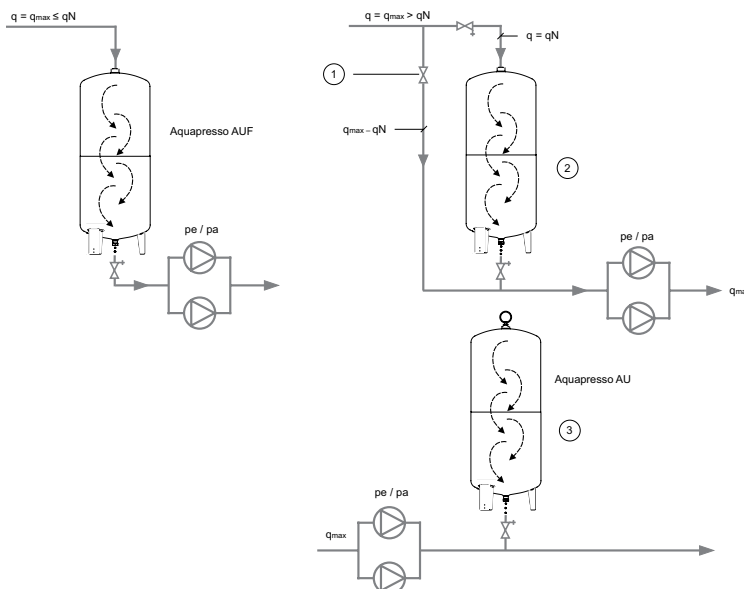 q = qmax ≤ qN
Aquapresso AUF
pe / pa
q = qmax > qN
q = qN
1
qmax – qN
2
pe / pa
Aquapresso AU
3
pe / pa
qmax